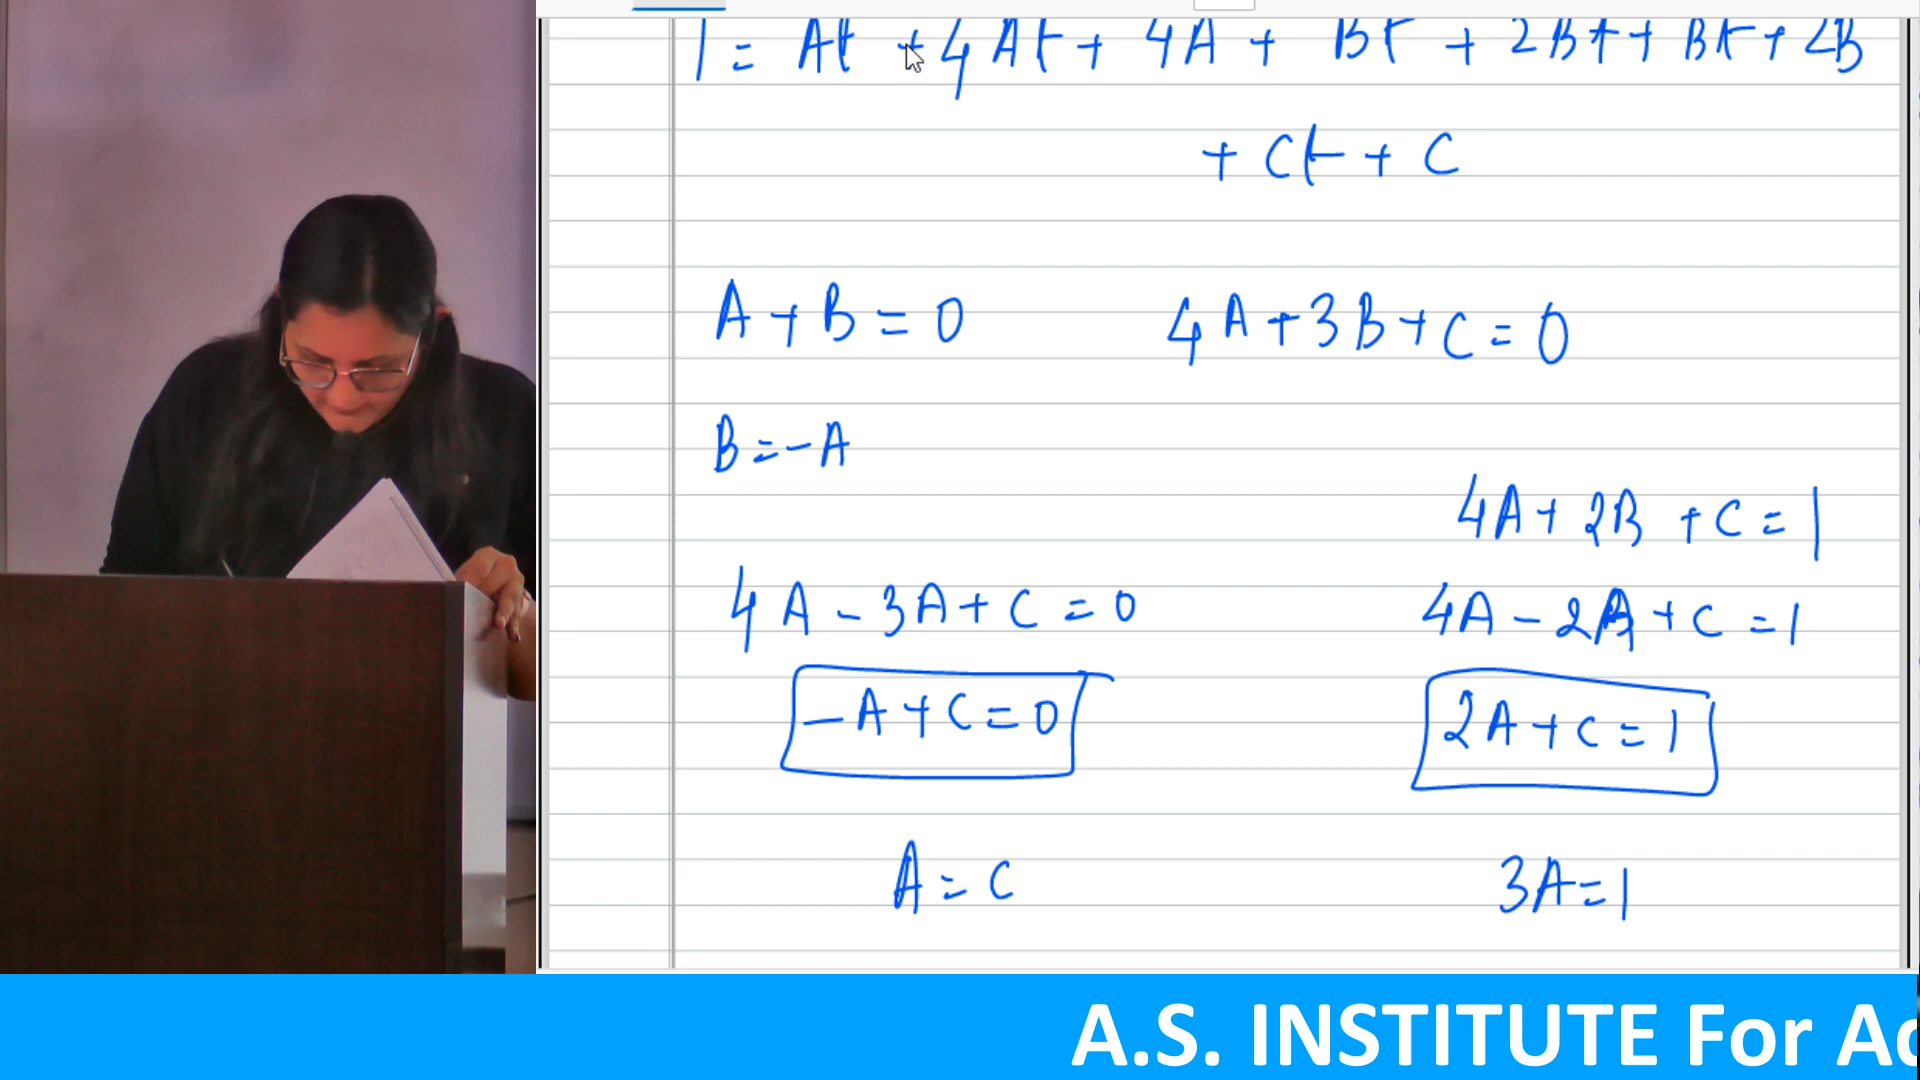 1 = At + 4At + 4A + Bt + 2Bt + Bt + 2B
+ Ct + C
A + B = 0 4A + 3B + C = 0
B = -A
4A + 2B + C = 1
4A - 3A + C = 0 4A - 2A + C = 1
-A + C = 0 2A + C = 1
A = C 3A = 1
A.S. INSTITUTE For Ac